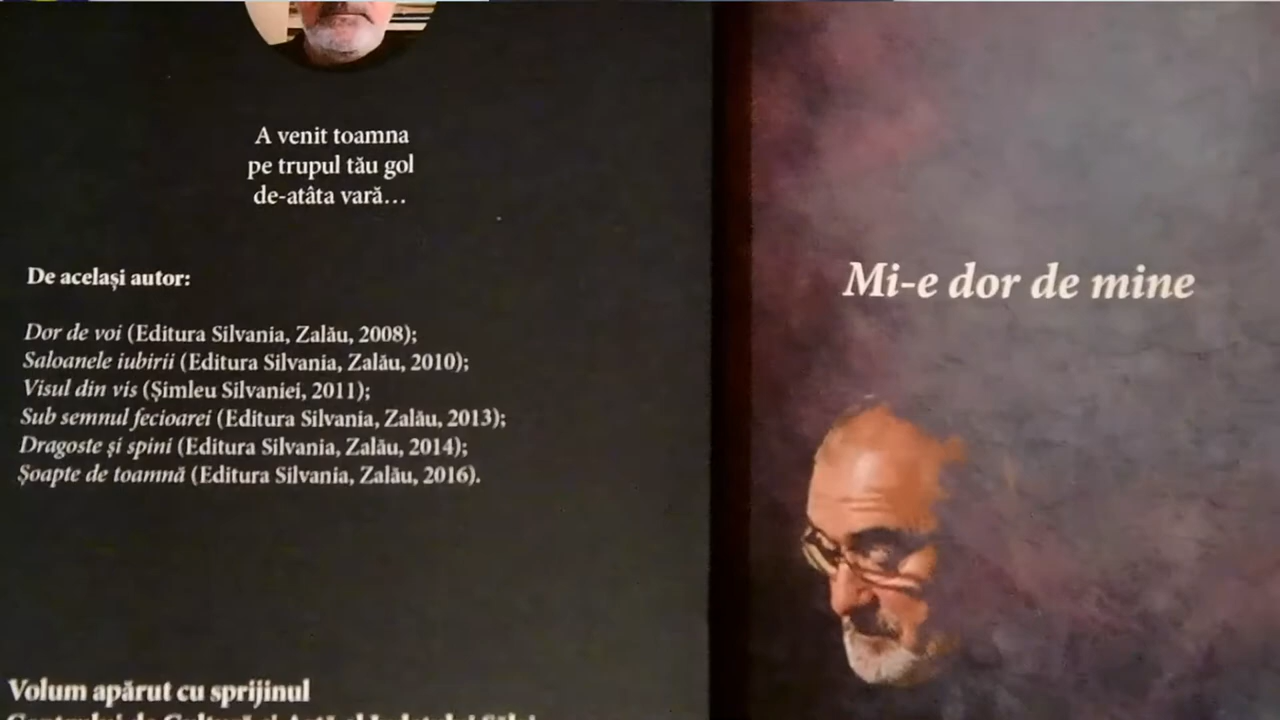 A venit toamna
pe trupul tău gol
de-atâta vară...
De același autor:
Dor de voi (Editura Silvania, Zalău, 2008);
Saloanele iubirii (Editura Silvania, Zalău, 2010);
Visul din vis (Șimleu Silvaniei, 2011);
Sub semnul fecioarei (Editura Silvania, Zalău, 2013);
Dragoste și spini (Editura Silvania, Zalău, 2014);
Șoapte de toamnă (Editura Silvania, Zalău, 2016).
Volum apărut cu sprijinul
Mi-e dor de mine